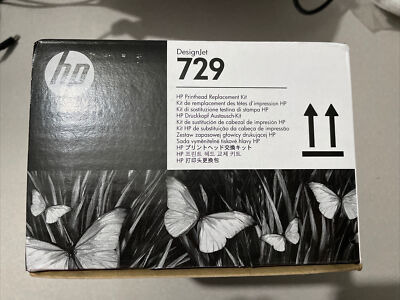 hp
DesignJet
729
HP Printhead Replacement Kit
Kit de remplacement des têtes d'impression HP
Kit di sostituzione testina di stampa HP
HP Druckkopf Austausch-Kit
Kit de sustitución de cabezal de impresión HP
Kit HP de substituição da cabeça de impressão
Zestaw zapasowej głowicy drukującej HP
Sada vyměnitelné tiskové hlavy HP
HP プリントヘッド交換キット
HP 프린트 헤드 교체 키트
HP 打印头更换包